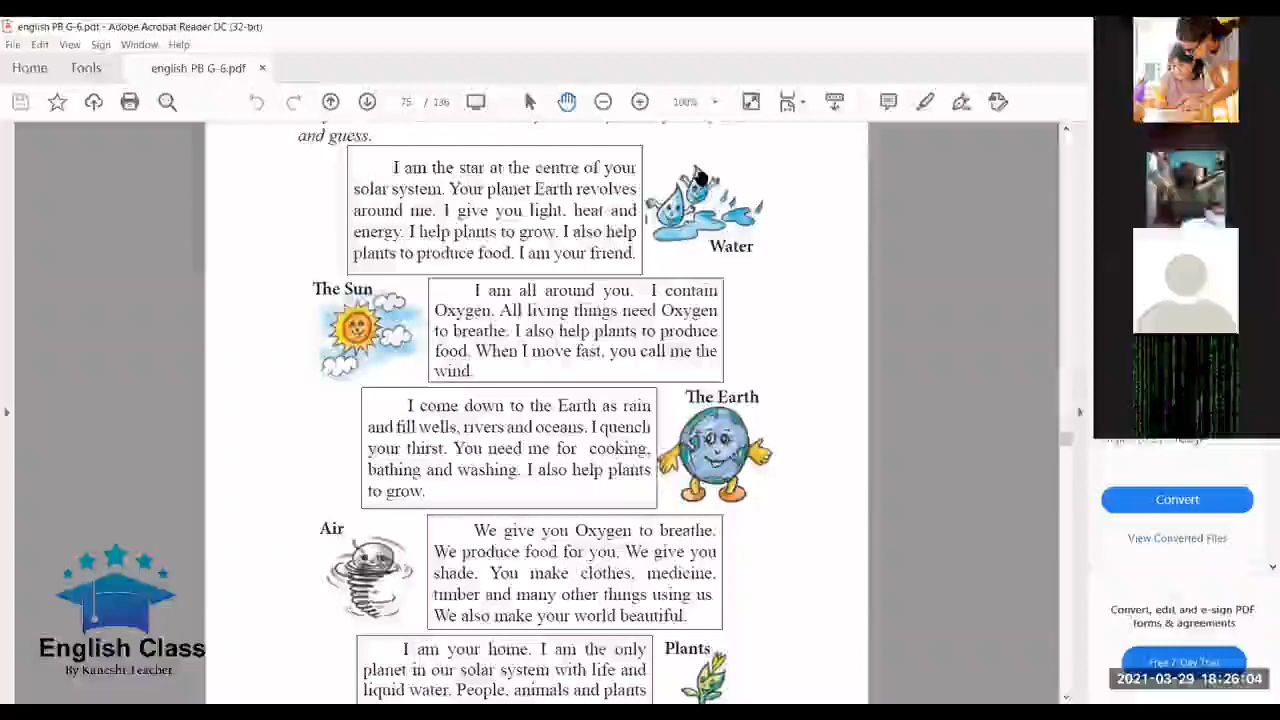 english PB G-6.pdf - Adobe Acrobat Reader DC (32-bit)
File Edit View Sign Window Help
Home Tools english PB G-6.pdf ×
75 / 136 100%
and guess.
I am the star at the centre of your
solar system. Your planet Earth revolves
around me. I give you light, heat and
energy. I help plants to grow. I also help
plants to produce food. I am your friend.
Water
The Sun
I am all around you. I contain
Oxygen. All living things need Oxygen
to breathe. I also help plants to produce
food. When I move fast, you call me the
wind.
I come down to the Earth as rain
and fill wells, rivers and oceans. I quench
your thirst. You need me for cooking,
bathing and washing. I also help plants
to grow.
The Earth
Air
We give you Oxygen to breathe.
We produce food for you. We give you
shade. You make clothes, medicine,
timber and many other things using us.
We also make your world beautiful.
I am your home. I am the only
planet in our solar system with life and
liquid water. People, animals and plants
Plants
English Class
By Kaneshi Teacher
Convert
View Converted Files
Convert, edit and e-sign PDF
forms & agreements
Free 7-Day Trial
2021-03-29 18:26:04